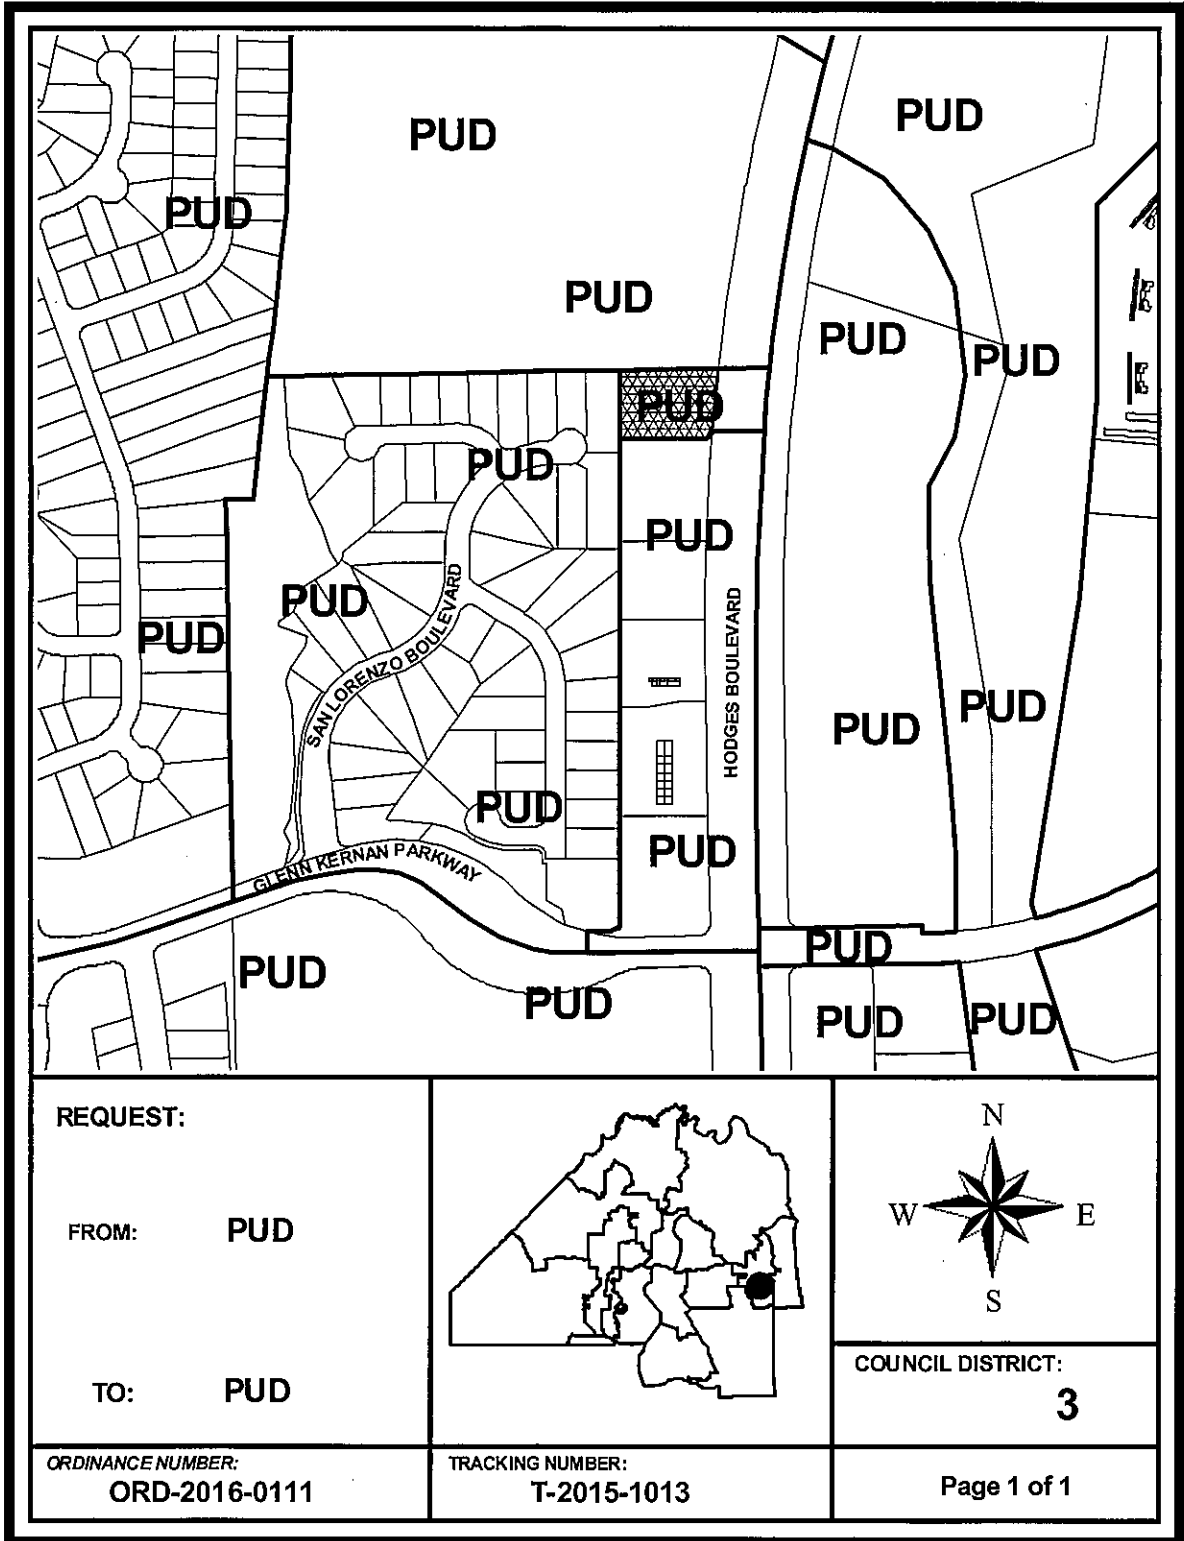 PUD
PUD
PUD
PUD
PUD
PUD
PUD
PUD
PUD
PUD
PUD
SAN LORENZO BOULEVARD
HODGES BOULEVARD
PUD
PUD
PUD
PUD
PUD
GLENN KERNAN PARKWAY
PUD
PUD
PUD
PUD
PUD
REQUEST:
FROM: PUD
TO: PUD
N
W E
S
COUNCIL DISTRICT:
3
ORDINANCE NUMBER:
ORD-2016-0111
TRACKING NUMBER:
T-2015-1013
Page 1 of 1